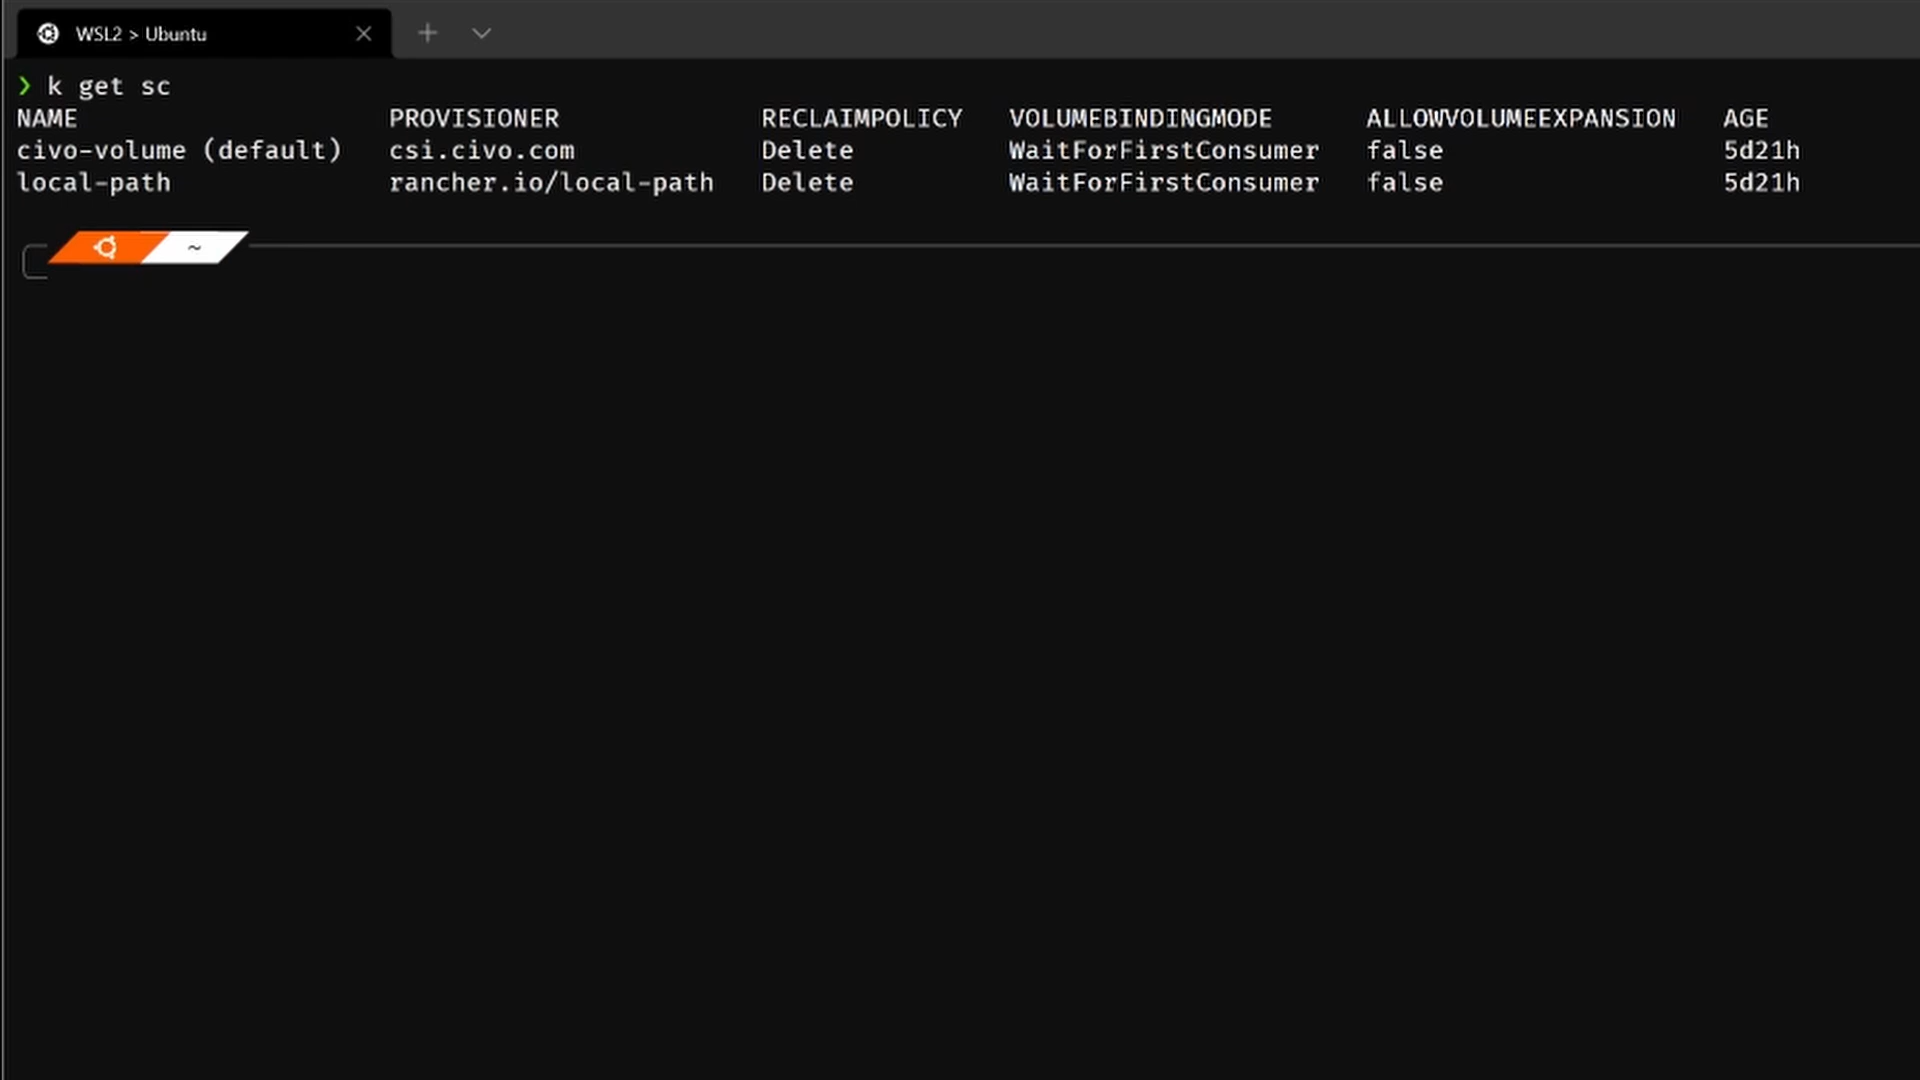 WSL2 > Ubuntu
❯ k get sc
NAME PROVISIONER RECLAIMPOLICY VOLUMEBINDINGMODE ALLOWVOLUMEEXPANSION AGE
civo-volume (default) csi.civo.com Delete WaitForFirstConsumer false 5d21h
local-path rancher.io/local-path Delete WaitForFirstConsumer false 5d21h
~